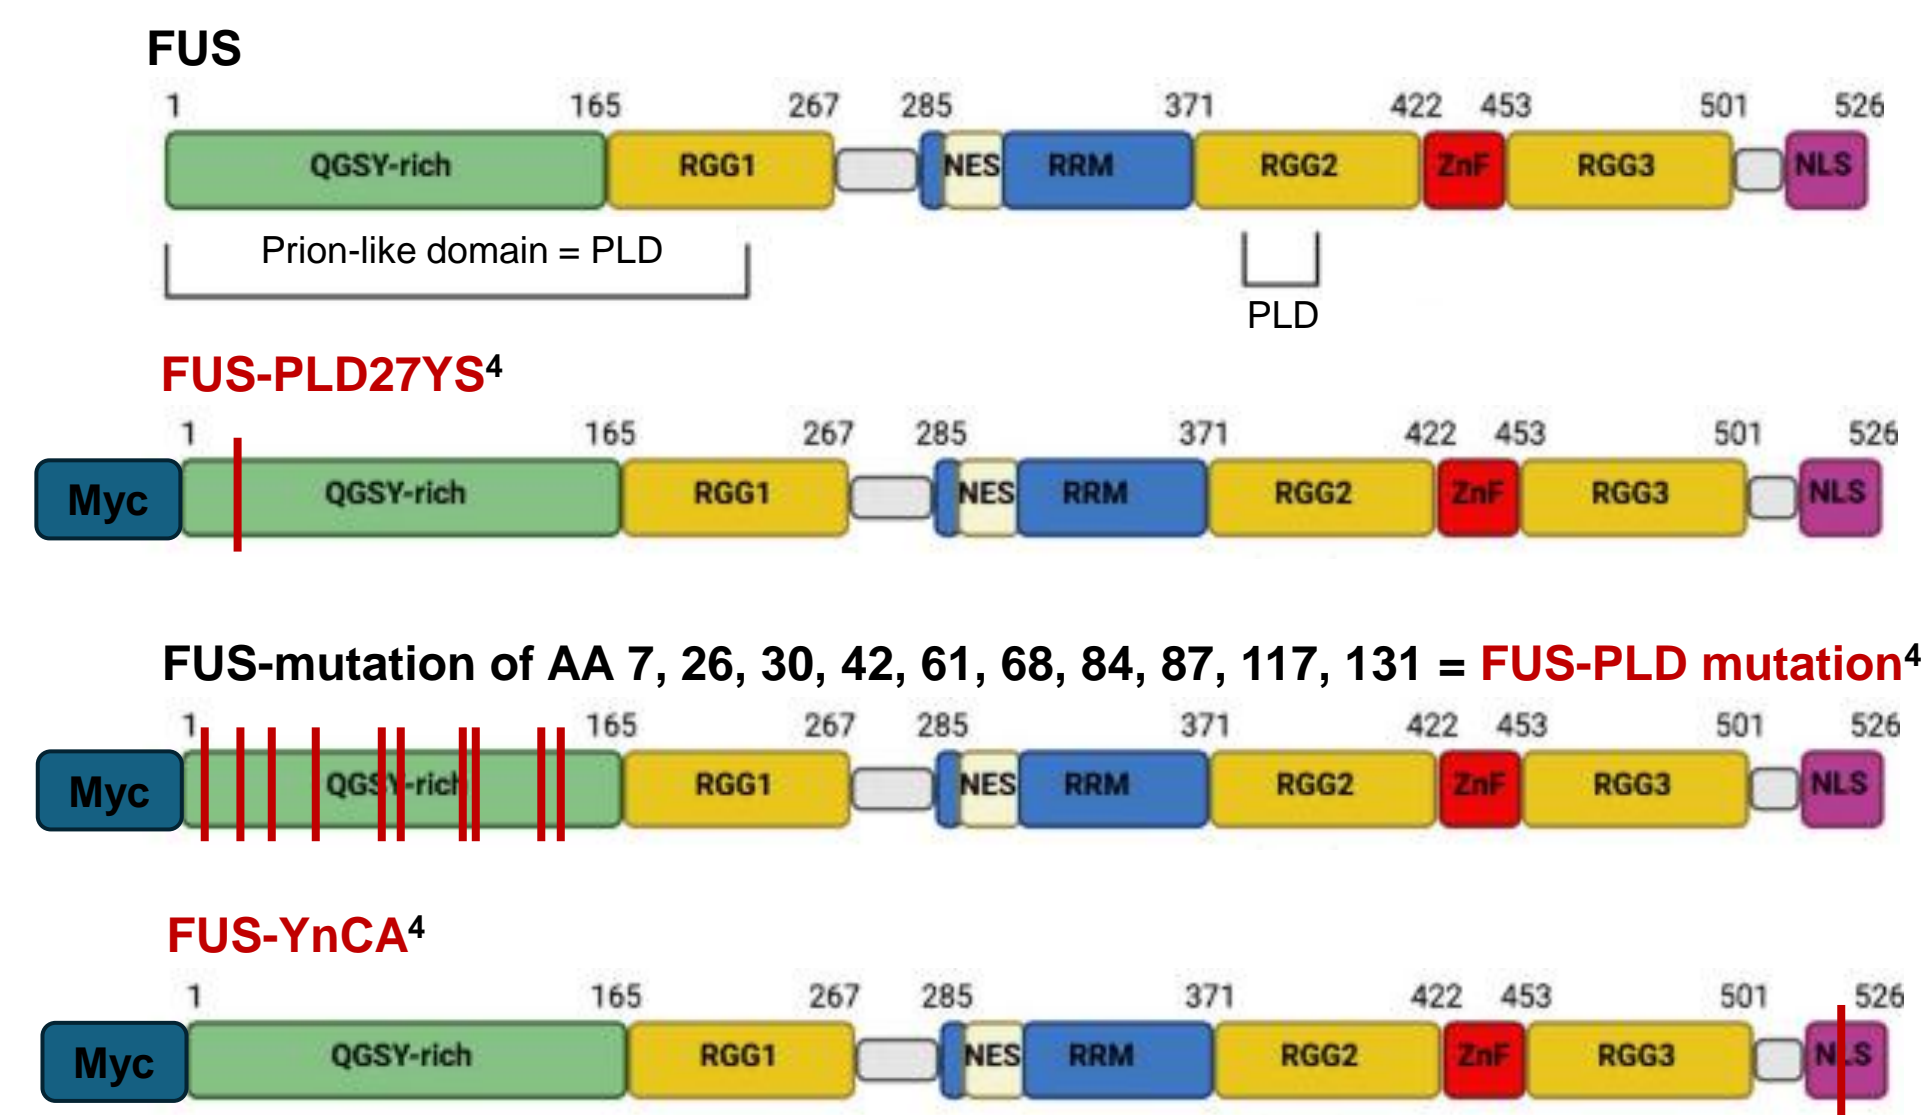 FUS
1 165 267 285 371 422 453 501 526
QGSY-rich RGG1 NES RRM RGG2 ZnF RGG3 NLS
Prion-like domain = PLD
PLD
FUS-PLD27YS⁴
1 165 267 285 371 422 453 501 526
Myc QGSY-rich RGG1 NES RRM RGG2 ZnF RGG3 NLS
FUS-mutation of AA 7, 26, 30, 42, 61, 68, 84, 87, 117, 131 = FUS-PLD mutation⁴
1 165 267 285 371 422 453 501 526
Myc QGSY-rich RGG1 NES RRM RGG2 ZnF RGG3 NLS
FUS-YnCA⁴
1 165 267 285 371 422 453 501 526
Myc QGSY-rich RGG1 NES RRM RGG2 ZnF RGG3 NLS